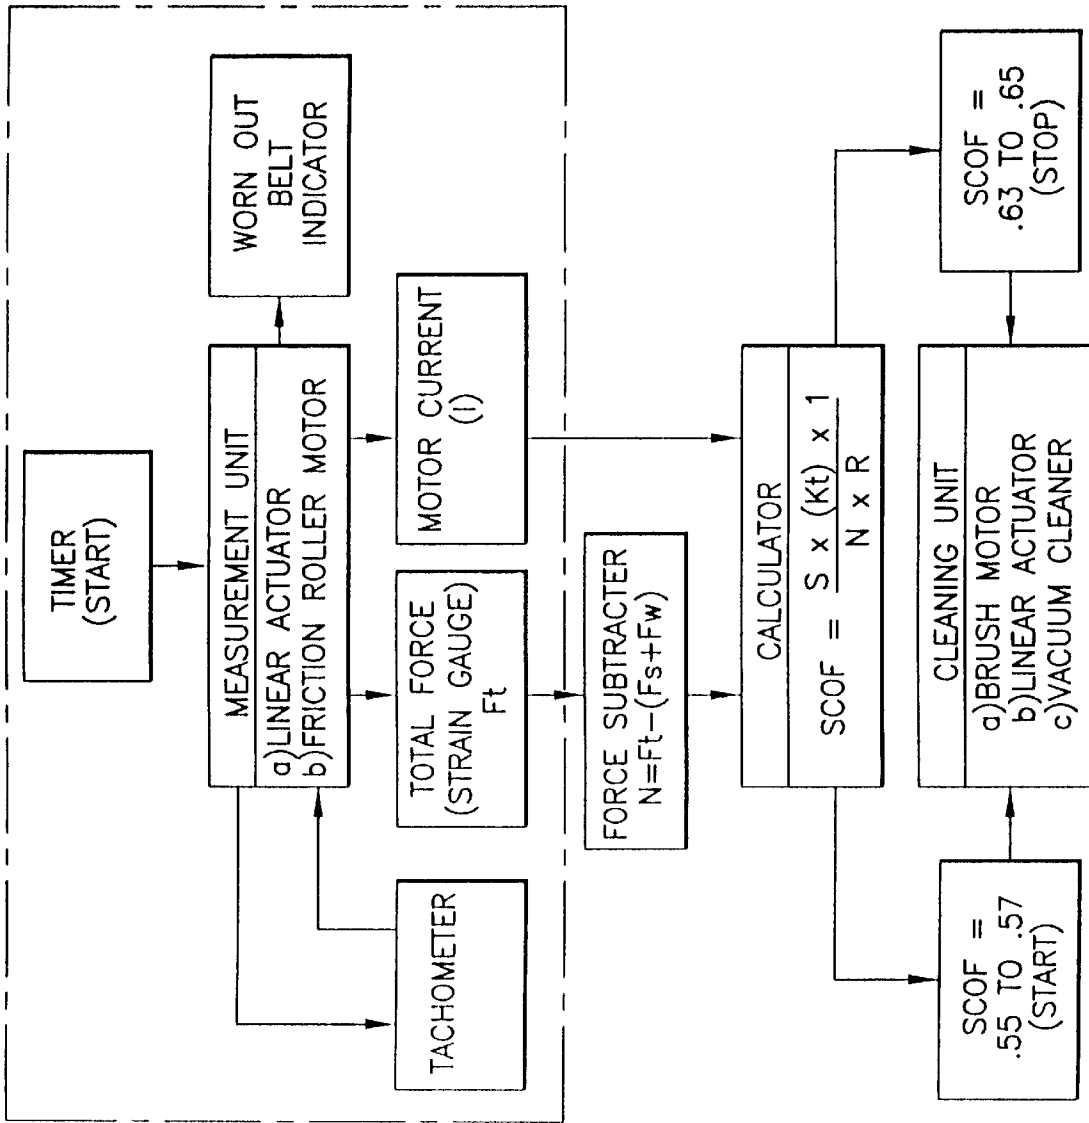 TIMER
(START)
MEASUREMENT UNIT
a)LINEAR ACTUATOR
b)FRICTION ROLLER MOTOR
WORN OUT
BELT
INDICATOR
TACHOMETER
TOTAL FORCE
(STRAIN GAUGE)
Ft
MOTOR CURRENT
(I)
FORCE SUBTRACTER
N=Ft-(Fs+Fw)
CALCULATOR
SCOF = S x (Kt) x 1
N x R
SCOF =
.55 TO .57
(START)
CLEANING UNIT
a)BRUSH MOTOR
b)LINEAR ACTUATOR
c)VACUUM CLEANER
SCOF =
.63 TO .65
(STOP)